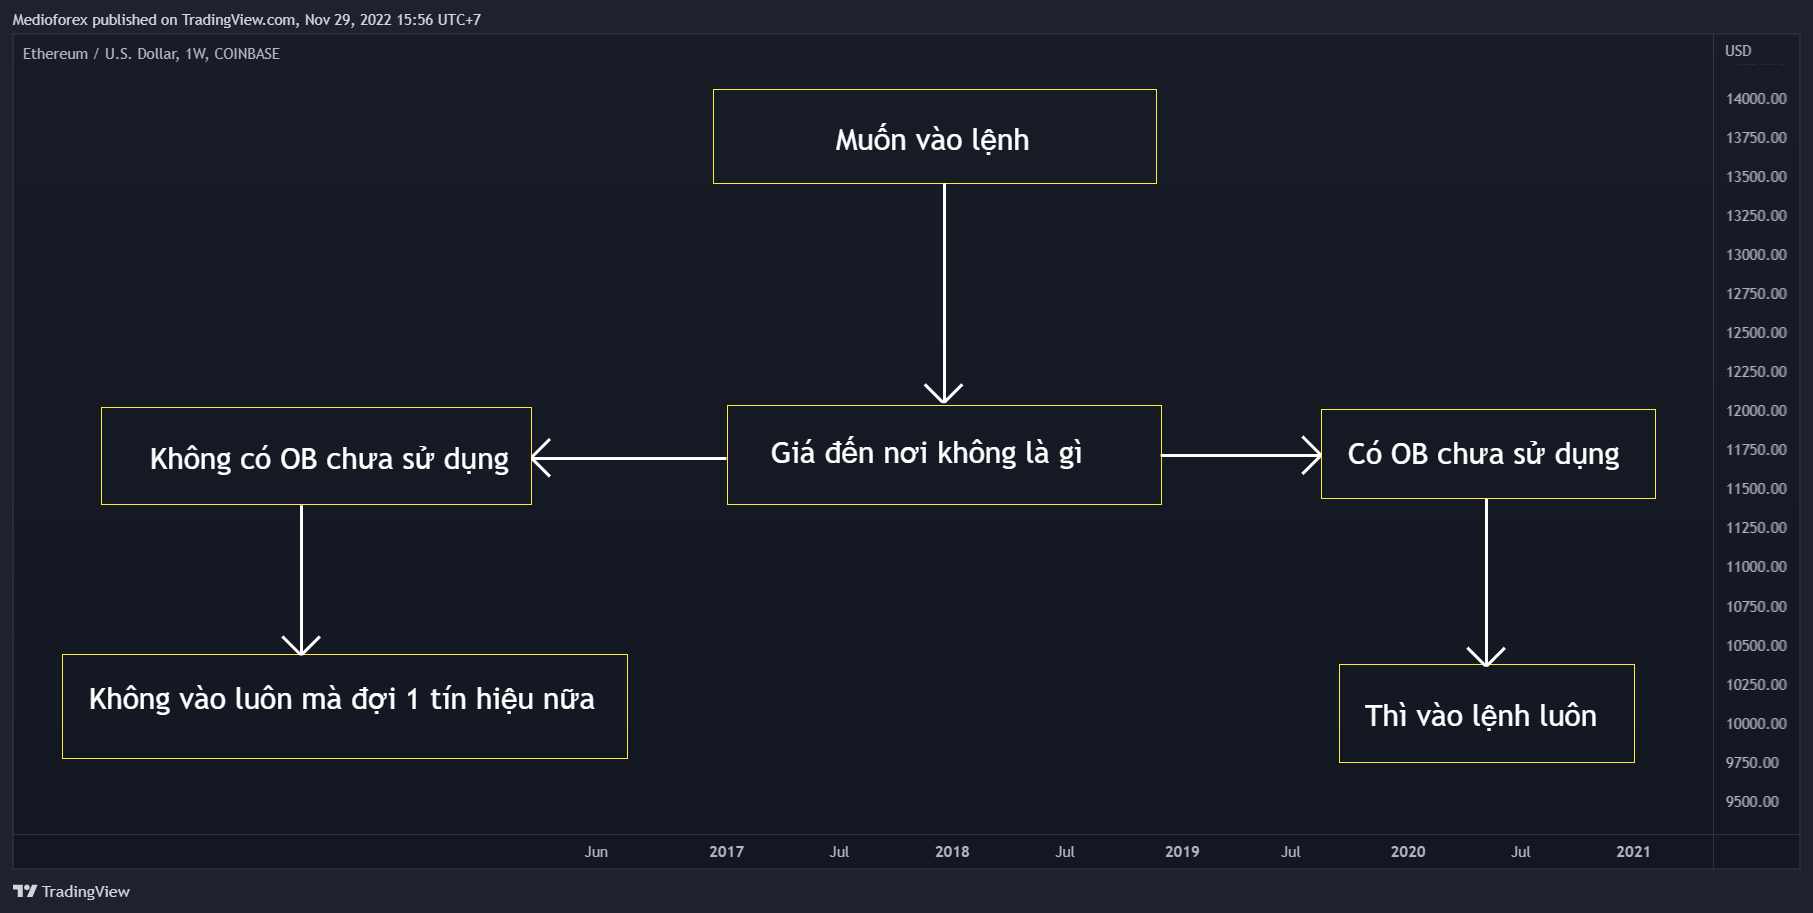 Medioforex published on TradingView.com, Nov 29, 2022 15:56 UTC+7
Ethereum / U.S. Dollar, 1W, COINBASE
USD
14000.00
Muốn vào lệnh
13750.00
13500.00
13250.00
13000.00
12750.00
12500.00
12250.00
12000.00
Không có OB chưa sử dụng
Giá đến nơi không là gì
Có OB chưa sử dụng
11750.00
11500.00
11250.00
11000.00
10750.00
10500.00
10250.00
Không vào luôn mà đợi 1 tín hiệu nữa
Thì vào lệnh luôn
10000.00
9750.00
9500.00
Jun 2017 Jul 2018 Jul 2019 Jul 2020 Jul 2021
TradingView